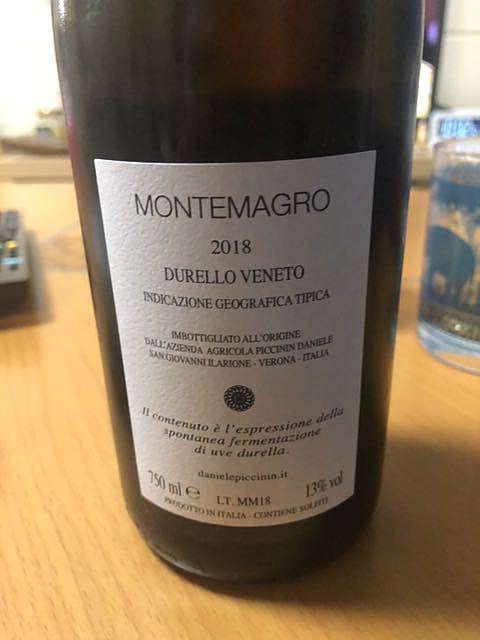 MONTEMAGRO
2018
DURELLO VENETO
INDICAZIONE GEOGRAFICA TIPICA
IMBOTTIGLIATO ALL'ORIGINE
DALL'AZIENDA AGRICOLA PICCININ DANIELE
SAN GIOVANNI ILARIONE - VERONA - ITALIA
Il contenuto è l'espressione della
spontanea fermentazione
di uve durella.
danielepiccinin.it
750 ml ℮ LT. MM18 13% vol
PRODOTTO IN ITALIA - CONTIENE SOLFITI